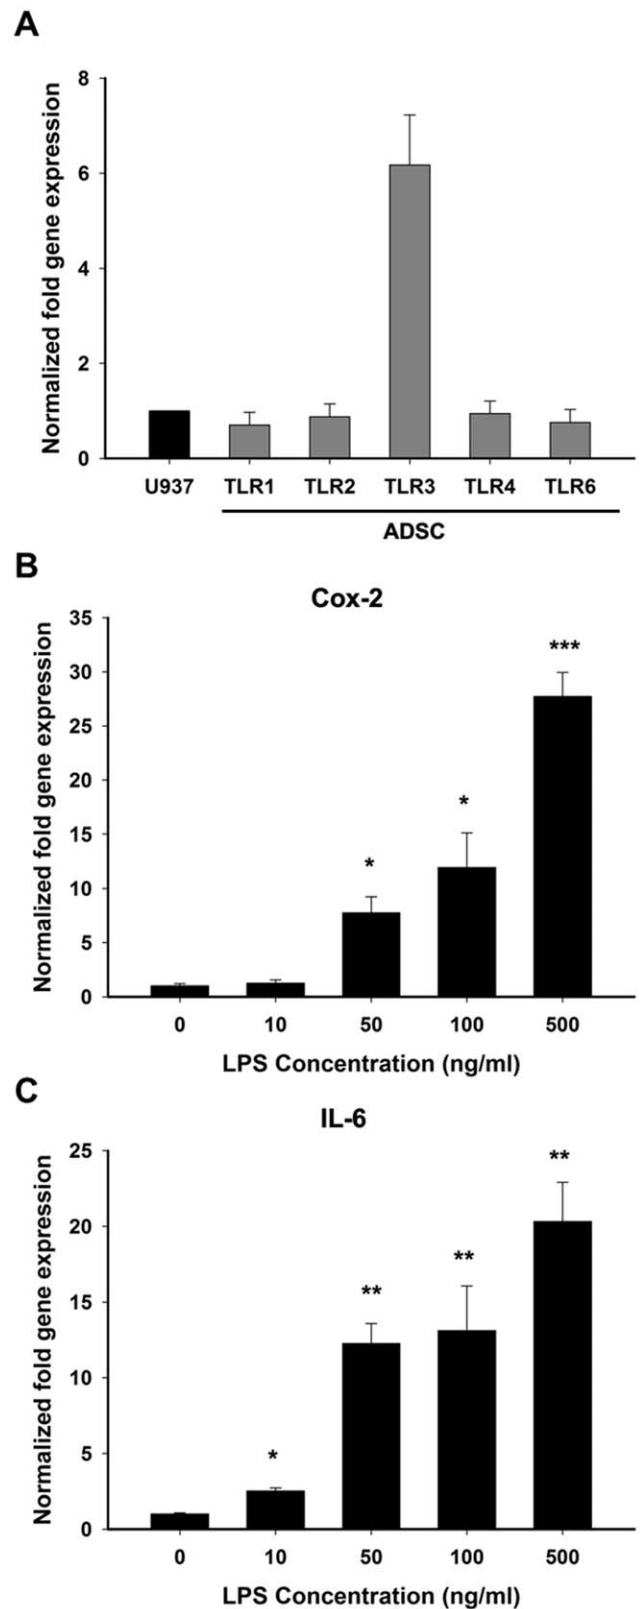 A
Normalized fold gene expression
8
6
4
2
0
U937 TLR1 TLR2 TLR3 TLR4 TLR6
ADSC
B
Cox-2
Normalized fold gene expression
35
30
25
20
15
10
5
0
* * ***
0 10 50 100 500
LPS Concentration (ng/ml)
C
IL-6
Normalized fold gene expression
25
20
15
10
5
0
* ** ** **
0 10 50 100 500
LPS Concentration (ng/ml)